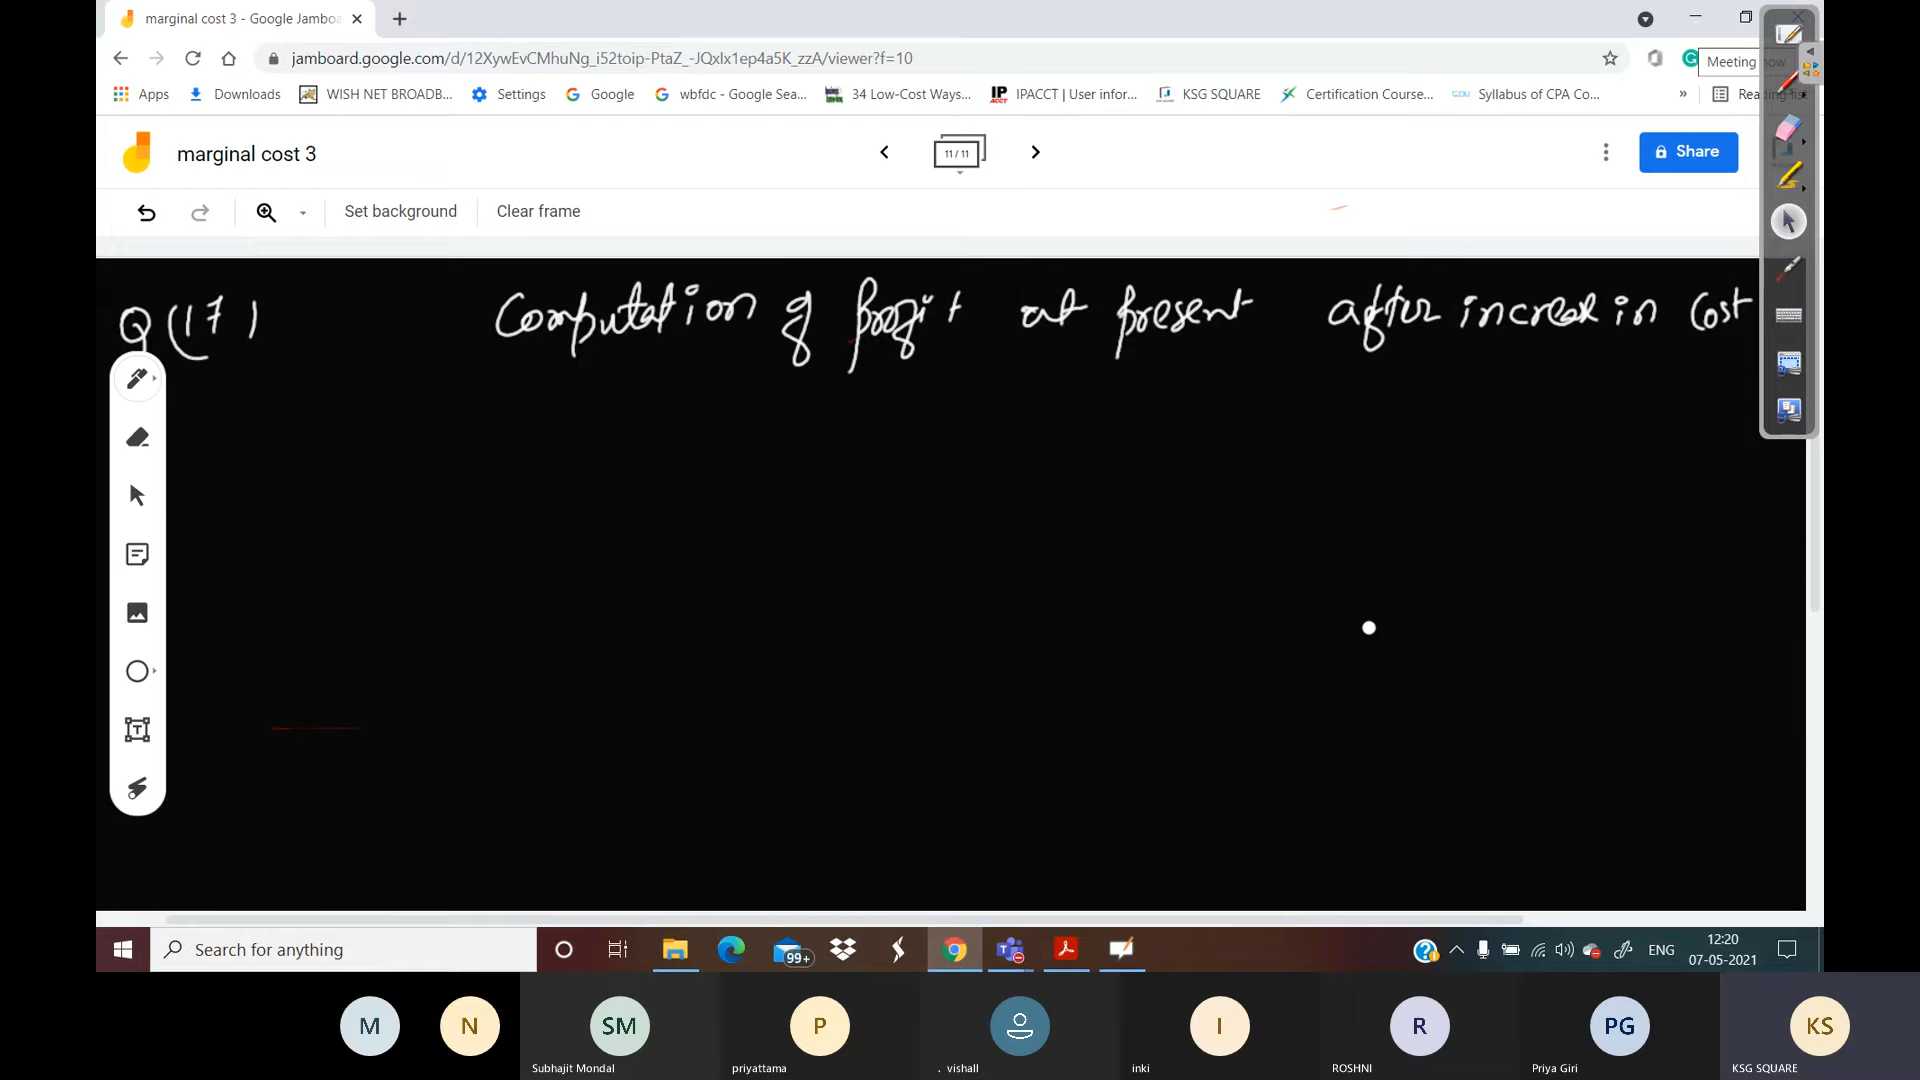 marginal cost 3 - Google Jamboa
jamboard.google.com/d/12XywEvCMhuNg_i52toip-PtaZ_-JQxlx1ep4a5K_zzA/viewer?f=10
Meeting now
Apps Downloads WISH NET BROADB... Settings Google wbfdc - Google Sea... 34 Low-Cost Ways... IPACCT | User infor... KSG SQUARE Certification Course... Syllabus of CPA Co... » Reading list
marginal cost 3
11 / 11
Share
Set background Clear frame
Q (17) Computation of profit at present after increase in Cost
Search for anything
99+
ENG
12:20
07-05-2021
M N SM P I R PG KS
Subhajit Mondal priyattama . vishall inki ROSHNI Priya Giri KSG SQUARE